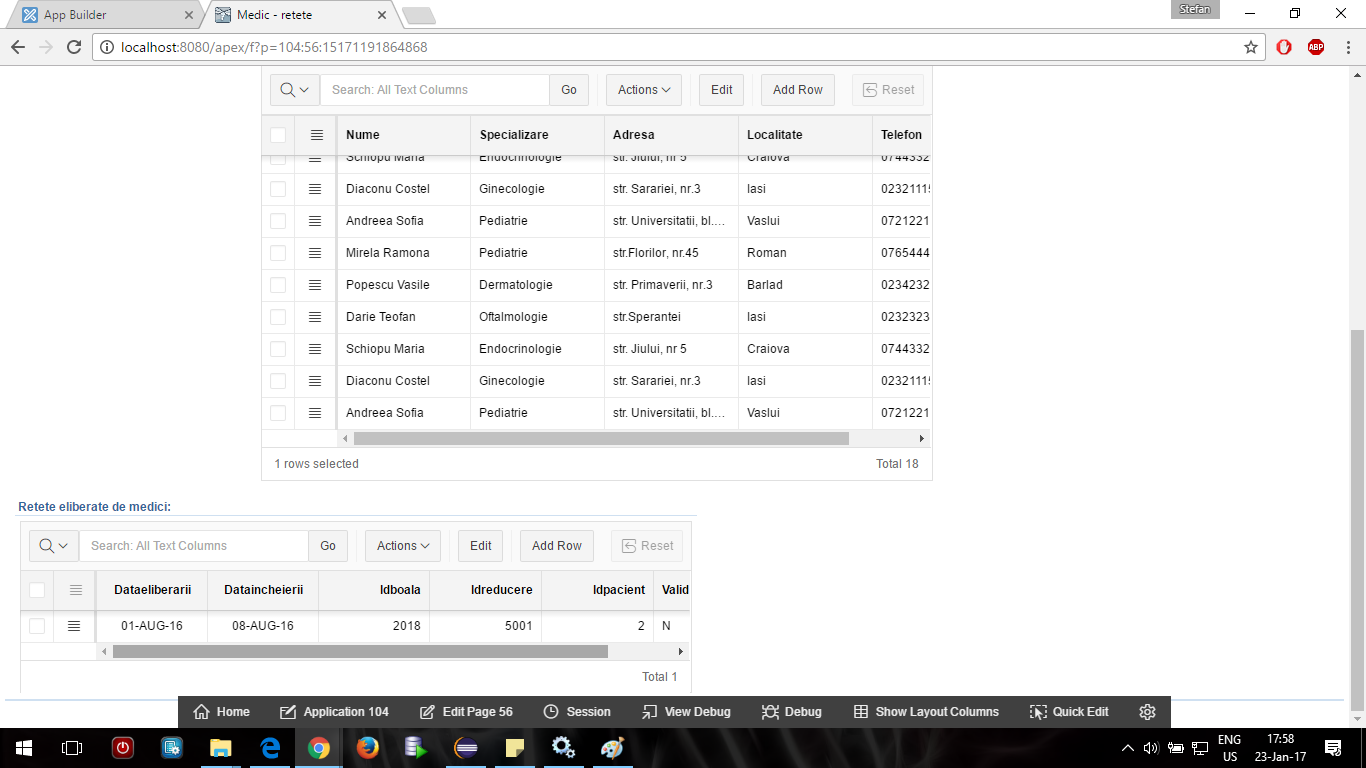 App Builder
Medic - retete
Stefan
localhost:8080/apex/f?p=104:56:15171191864868
ABP
Search: All Text Columns Go Actions Edit Add Row Reset
Nume Specializare Adresa Localitate Telefon
Schiopu Maria Endocrinologie str. Jiului, nr 5 Craiova 0744332
Diaconu Costel Ginecologie str. Sarariei, nr.3 Iasi 02321115
Andreea Sofia Pediatrie str. Universitatii, bl.... Vaslui 0721221
Mirela Ramona Pediatrie str.Florilor, nr.45 Roman 0765444
Popescu Vasile Dermatologie str. Primaverii, nr.3 Barlad 0234232
Darie Teofan Oftalmologie str.Sperantei Iasi 0232323
Schiopu Maria Endocrinologie str. Jiului, nr 5 Craiova 0744332
Diaconu Costel Ginecologie str. Sarariei, nr.3 Iasi 02321115
Andreea Sofia Pediatrie str. Universitatii, bl.... Vaslui 0721221
1 rows selected Total 18
Retete eliberate de medici:
Search: All Text Columns Go Actions Edit Add Row Reset
Dataeliberarii Dataincheierii Idboala Idreducere Idpacient Valid
01-AUG-16 08-AUG-16 2018 5001 2 N
Total 1
Home Application 104 Edit Page 56 Session View Debug Debug Show Layout Columns Quick Edit
ENG 17:58
US 23-Jan-17